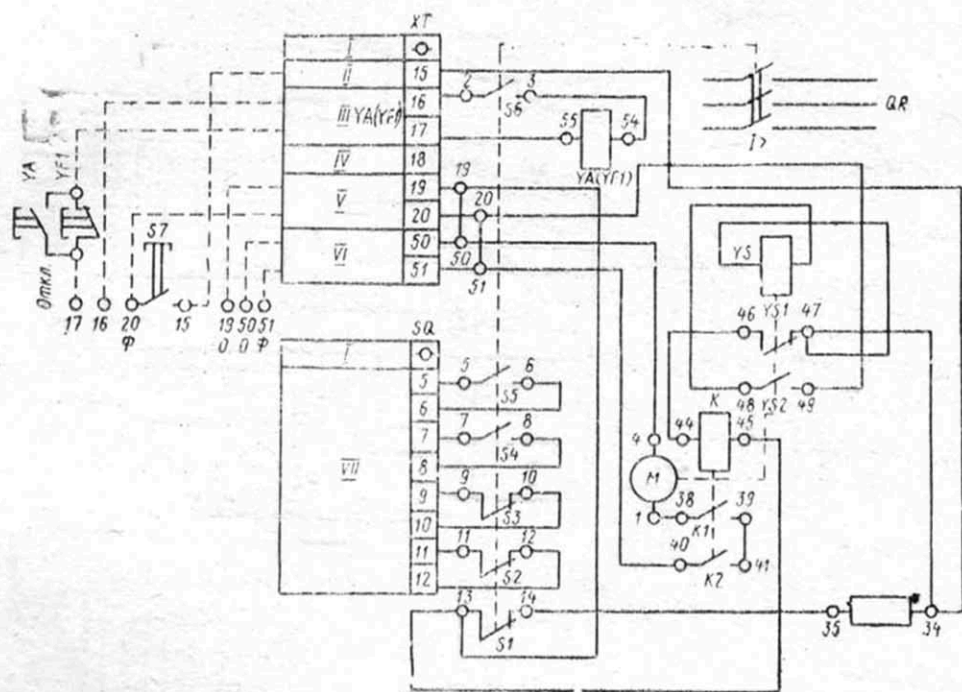 XT
I
II 15
16
III YA(YF1)
17
IV 18
19
V
20
50
VI
51
2 3
S6
55 54
YA(YF1)
19
20
50
51
QR
I>
YA YF1
Откл.
S7
17 16 20 15 19 50 51
Ф О О Ф
SQ
I
5
6
7
8
VII
9
10
11
12
5 6
S5
7 8
S4
9 10
S3
11 12
S2
13 14
S1
YS
YS1
46 47
48 YS2 49
K
44 45
4
M
1 38 39
K1
40 41
K2
35 34